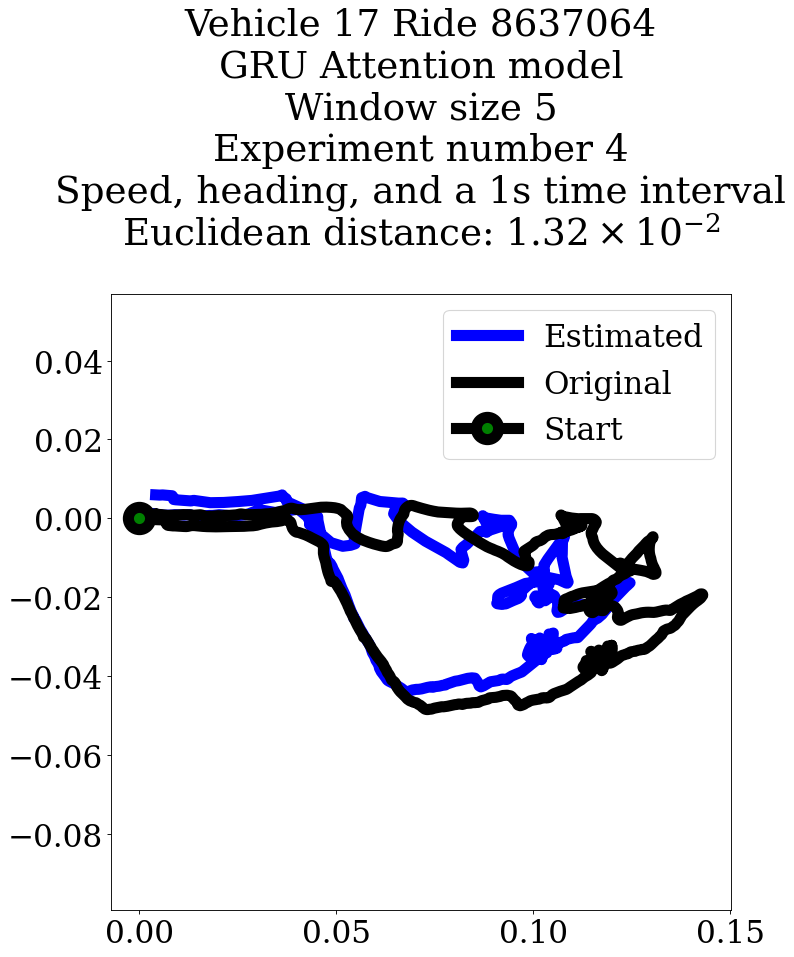 Vehicle 17 Ride 8637064
GRU Attention model
Window size 5
Experiment number 4
Speed, heading, and a 1s time interval
Euclidean distance: 1.32 × 10⁻²
Estimated
Original
Start
0.04
0.02
0.00
−0.02
−0.04
−0.06
−0.08
0.00 0.05 0.10 0.15